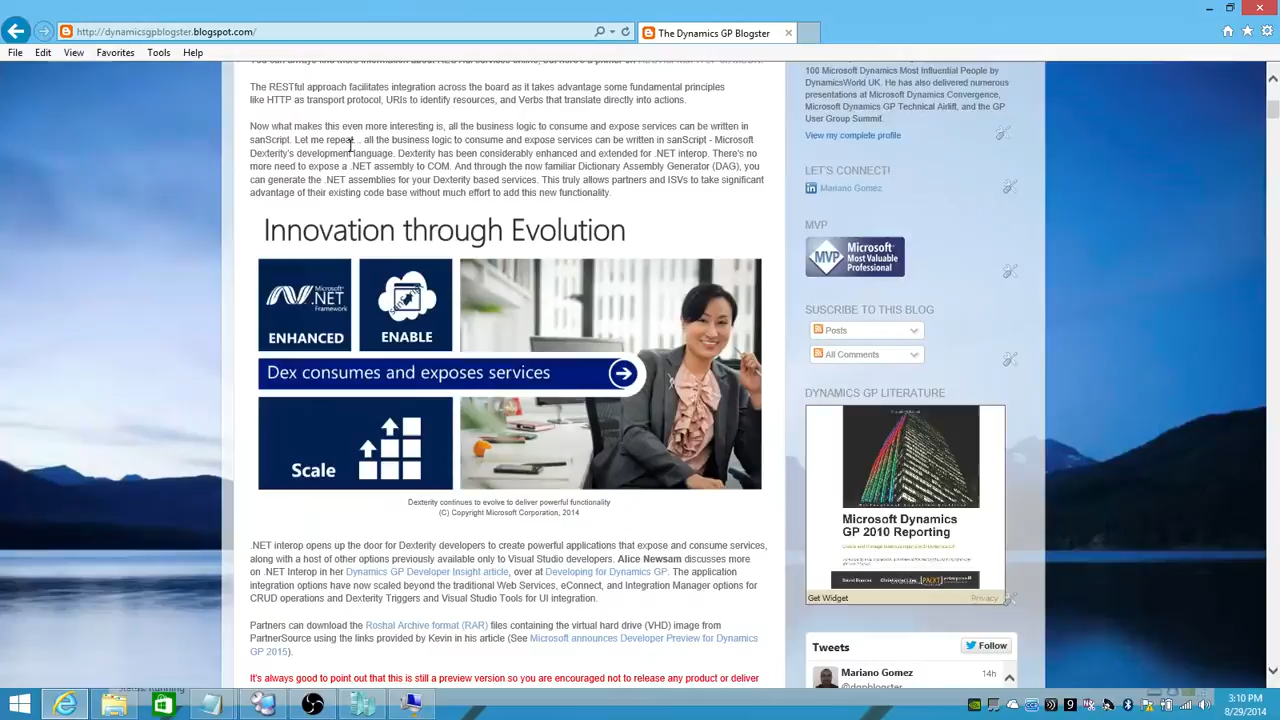 http://dynamicsgpblogster.blogspot.com/
The Dynamics GP Blogster
File Edit View Favorites Tools Help
The RESTful approach facilitates integration across the board as it takes advantage some fundamental principles
like HTTP as transport protocol, URIs to identify resources, and Verbs that translate directly into actions.
Now what makes this even more interesting is, all the business logic to consume and expose services can be written in
sanScript. Let me repeat... all the business logic to consume and expose services can be written in sanScript - Microsoft
Dexterity's development language. Dexterity has been considerably enhanced and extended for .NET interop. There's no
more need to expose a .NET assembly to COM. And through the now familiar Dictionary Assembly Generator (DAG), you
can generate the .NET assemblies for your Dexterity based services. This truly allows partners and ISVs to take significant
advantage of their existing code base without much effort to add this new functionality.
Innovation through Evolution
Microsoft
.NET
Framework
ENHANCED
sanScript
ENABLE
Dex consumes and exposes services
Scale
Dexterity continues to evolve to deliver powerful functionality
(C) Copyright Microsoft Corporation, 2014
.NET interop opens up the door for Dexterity developers to create powerful applications that expose and consume services,
along with a host of other options previously available only to Visual Studio developers. Alice Newsam discusses more
on .NET Interop in her Dynamics GP Developer Insight article, over at Developing for Dynamics GP. The application
integration options have now scaled beyond the traditional Web Services, eConnect, and Integration Manager options for
CRUD operations and Dexterity Triggers and Visual Studio Tools for UI integration.
Partners can download the Roshal Archive format (RAR) files containing the virtual hard drive (VHD) image from
PartnerSource using the links provided by Kevin in his article (See Microsoft announces Developer Preview for Dynamics
GP 2015).
It's always good to point out that this is still a preview version so you are encouraged not to release any product or deliver
100 Microsoft Dynamics Most Influential People by
DynamicsWorld UK. He has also delivered numerous
presentations at Microsoft Dynamics Convergence,
Microsoft Dynamics GP Technical Airlift, and the GP
User Group Summit.
View my complete profile
LET'S CONNECT!
Mariano Gomez
MVP
MVP
Microsoft
Most Valuable
Professional
SUSCRIBE TO THIS BLOG
Posts
All Comments
DYNAMICS GP LITERATURE
Microsoft Dynamics
GP 2010 Reporting
Get Widget Privacy
Tweets
Follow
Mariano Gomez 14h
@dgpblogster
3:10 PM
8/29/2014